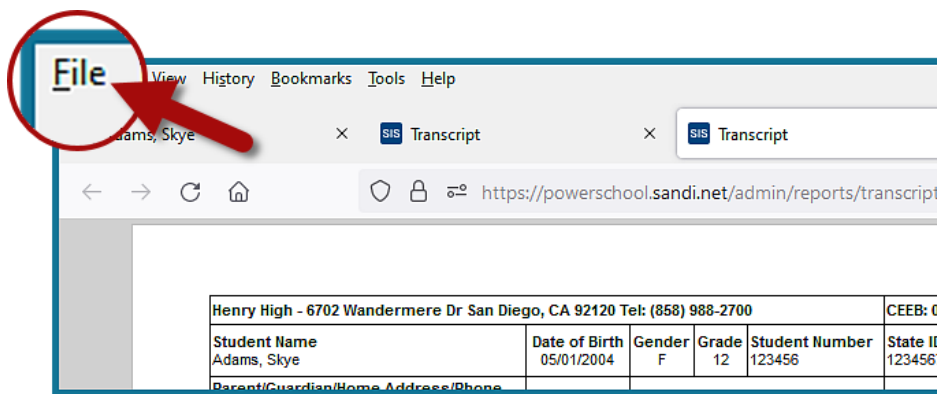 File View History Bookmarks Tools Help
Adams, Skye SIS Transcript SIS Transcript
https://powerschool.sandi.net/admin/reports/transcript
Henry High - 6702 Wandermere Dr San Diego, CA 92120 Tel: (858) 988-2700 CEEB:
Student Name Date of Birth Gender Grade Student Number State ID
Adams, Skye 05/01/2004 F 12 123456 123456
Parent/Guardian/Home Address/Phone